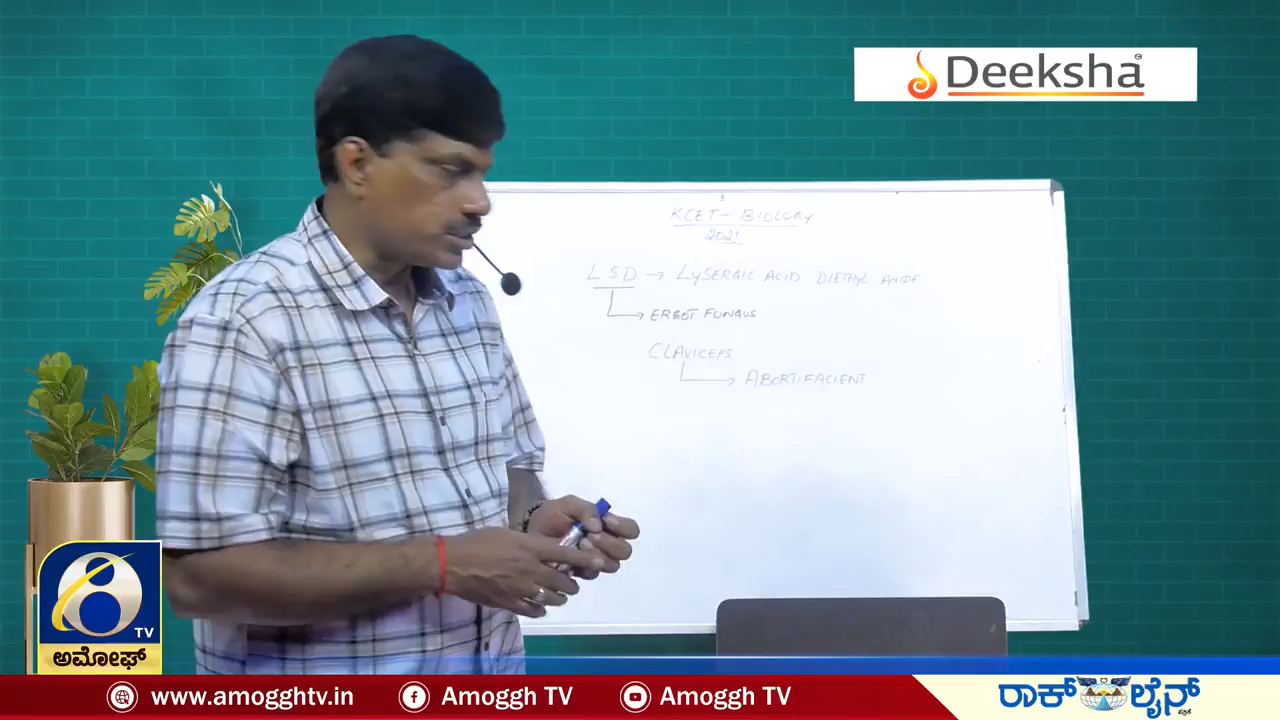 Deeksha
KCET - BIOLOGY
2021
LSD → LySERGIC ACID DIETHYL AMIDE
ERGOT FUNGUS
CLAVICEPS
ABORTIFACIENT
8
TV
ಅಮೋಘ್
www.amogghtv.in
Amoggh TV
Amoggh TV
ರಾಕ್ ಲೈನ್